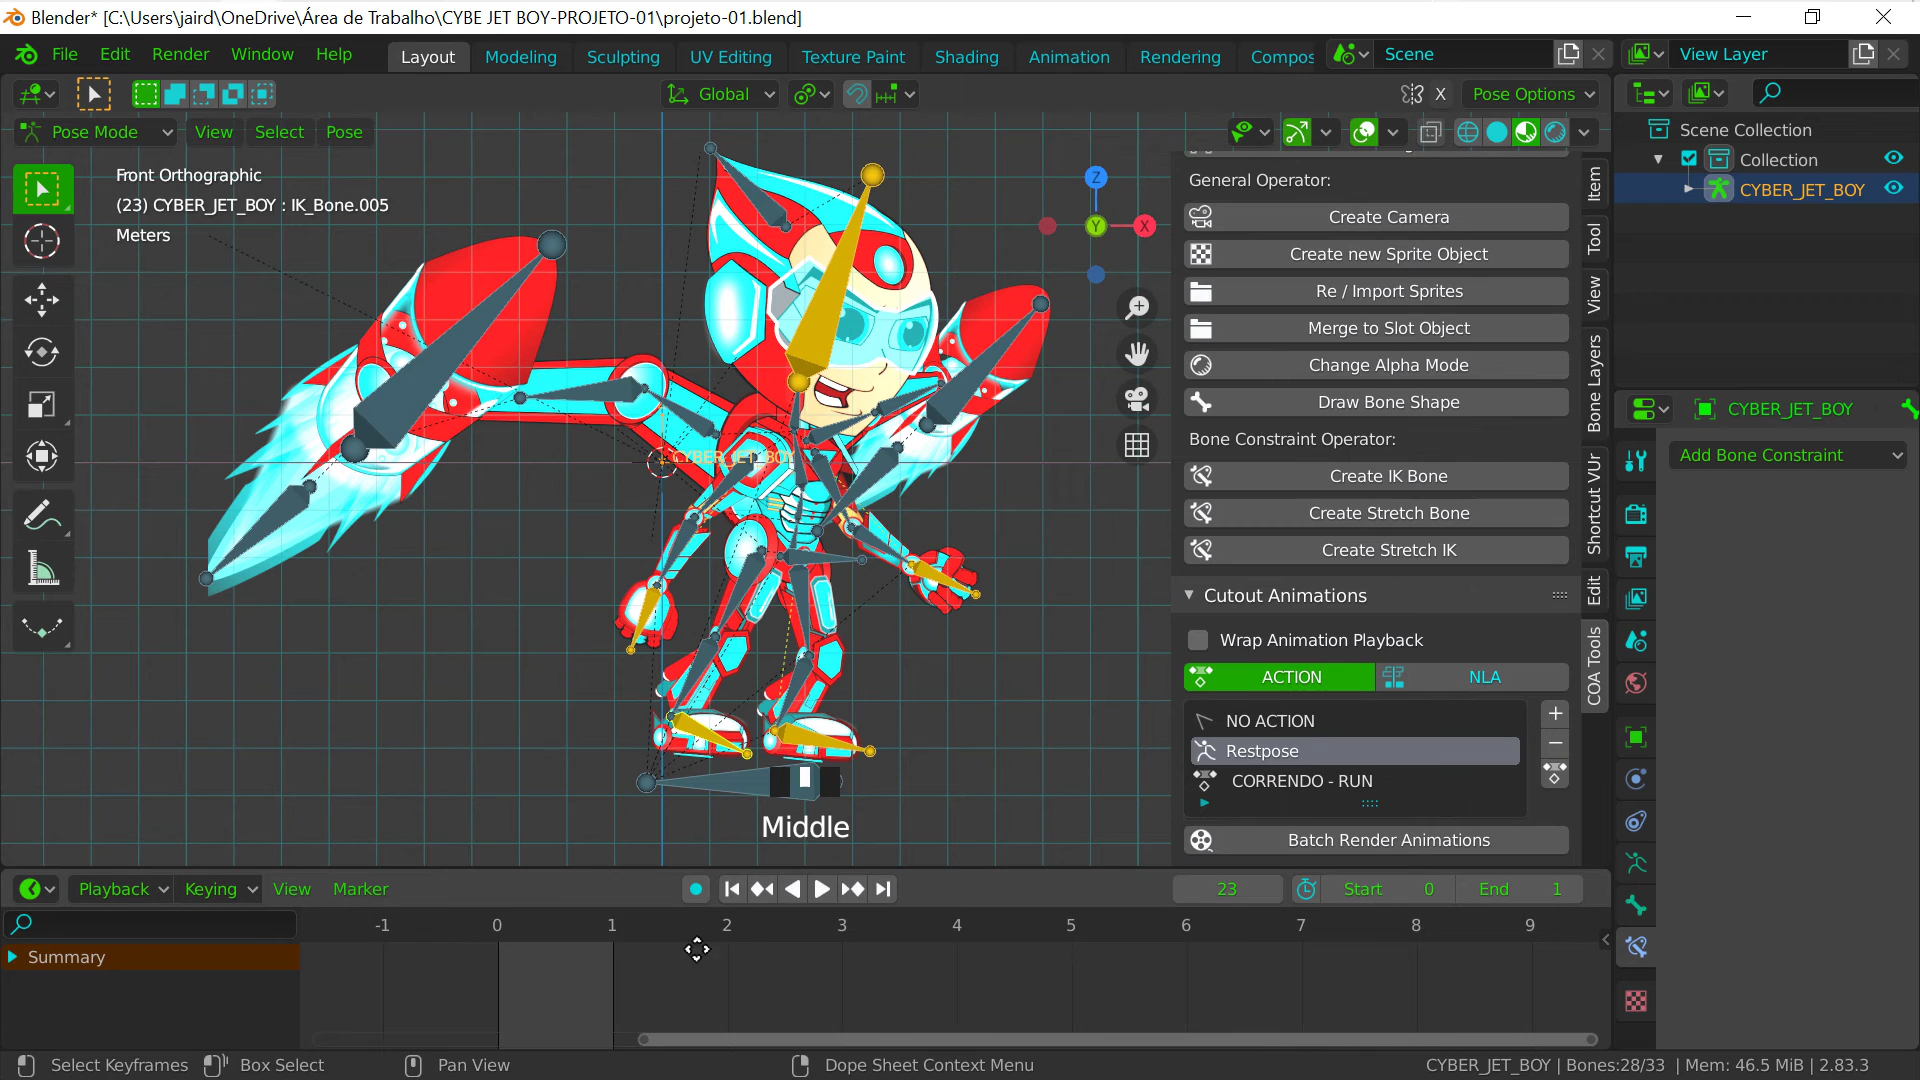 Blender* [C:\Users\jaird\OneDrive\Área de Trabalho\CYBE JET BOY-PROJETO-01\projeto-01.blend]
File Edit Render Window Help
Layout Modeling Sculpting UV Editing Texture Paint Shading Animation Rendering Compos
Scene
View Layer
Global
X
Pose Options
Pose Mode
View Select Pose
Front Orthographic
(23) CYBER_JET_BOY : IK_Bone.005
Meters
Z
Y
X
CYBER_JET_BOY
Middle
General Operator:
Create Camera
Create new Sprite Object
Re / Import Sprites
Merge to Slot Object
Change Alpha Mode
Draw Bone Shape
Bone Constraint Operator:
Create IK Bone
Create Stretch Bone
Create Stretch IK
Cutout Animations
Wrap Animation Playback
ACTION
NLA
NO ACTION
Restpose
CORRENDO - RUN
Batch Render Animations
Item
Tool
View
Bone Layers
Shortcut VUr
Edit
COA Tools
Scene Collection
Collection
CYBER_JET_BOY
CYBER_JET_BOY
Add Bone Constraint
Playback Keying View Marker
23
Start 0
End 1
-1 0 1 2 3 4 5 6 7 8 9
Summary
Select Keyframes
Box Select
Pan View
Dope Sheet Context Menu
CYBER_JET_BOY | Bones:28/33 | Mem: 46.5 MiB | 2.83.3